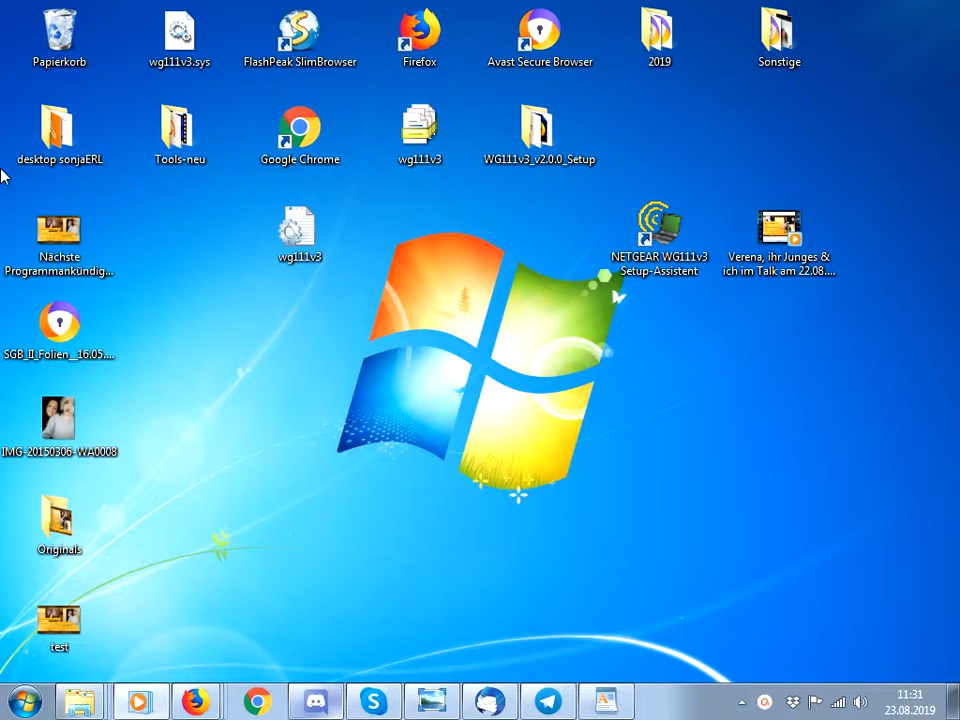 Papierkorb
wg111v3.sys
FlashPeak SlimBrowser
Firefox
Avast Secure Browser
2019
Sonstige
desktop sonjaERL
Tools-neu
Google Chrome
wg111v3
WG111v3_v2.0.0_Setup
Nächste
Programmankündig...
wg111v3
NETGEAR WG111v3
Setup-Assistent
Verena, ihr Junges &
ich im Talk am 22.08....
SGB_II_Folien__16.05....
IMG-20150306-WA0008
Originals
test
11:31
23.08.2019